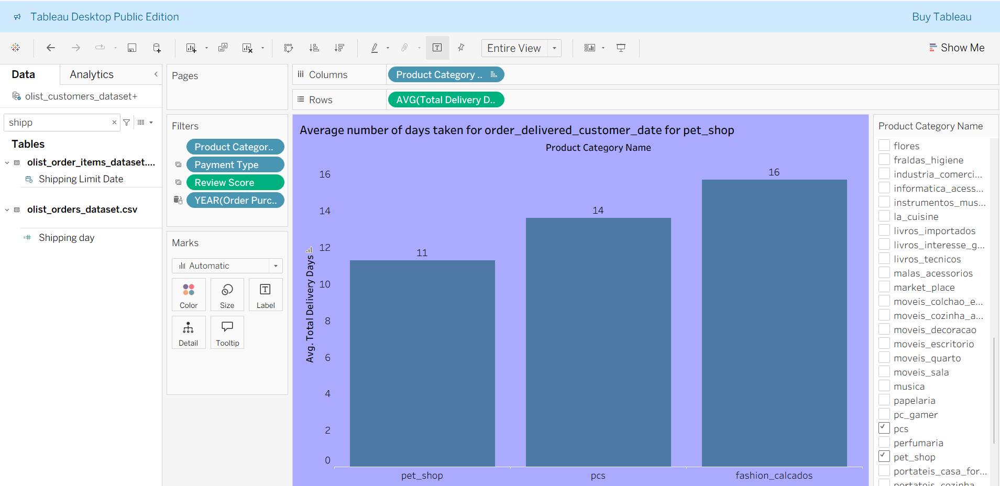 Tableau Desktop Public Edition
Buy Tableau
Entire View
Show Me
Data
Analytics
olist_customers_dataset+
shipp
Tables
olist_order_items_dataset....
Shipping Limit Date
olist_orders_dataset.csv
Shipping day
Pages
Filters
Product Categor..
Payment Type
Review Score
YEAR(Order Purc..
Marks
Automatic
Color
Size
Label
Detail
Tooltip
Columns
Product Category ..
Rows
AVG(Total Delivery D..
Average number of days taken for order_delivered_customer_date for pet_shop
Product Category Name
Avg. Total Delivery Days
16
14
12
10
8
6
4
2
0
11
14
16
pet_shop
pcs
fashion_calcados
Product Category Name
flores
fraldas_higiene
industria_comerci...
informatica_acess...
instrumentos_mus...
la_cuisine
livros_importados
livros_interesse_g...
livros_tecnicos
malas_acessorios
market_place
moveis_colchao_e...
moveis_cozinha_a...
moveis_decoracao
moveis_escritorio
moveis_quarto
moveis_sala
musica
papelaria
pc_gamer
pcs
perfumaria
pet_shop
portateis_casa_for...
portateis_cozinha